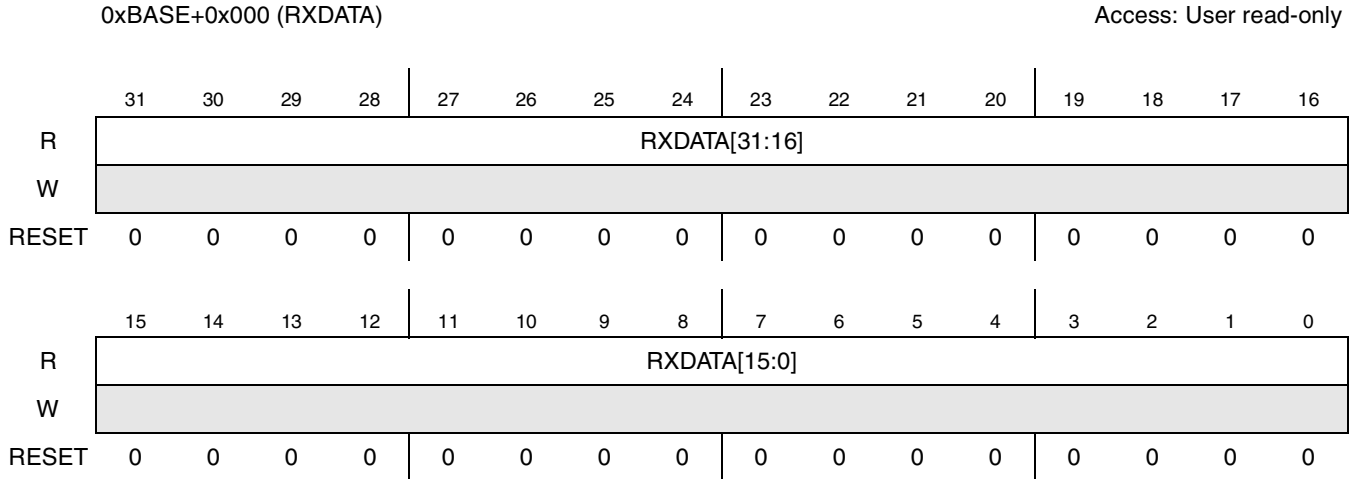 0xBASE+0x000 (RXDATA) Access: User read-only
31 30 29 28 27 26 25 24 23 22 21 20 19 18 17 16
R RXDATA[31:16]
W
RESET 0 0 0 0 0 0 0 0 0 0 0 0 0 0 0 0
15 14 13 12 11 10 9 8 7 6 5 4 3 2 1 0
R RXDATA[15:0]
W
RESET 0 0 0 0 0 0 0 0 0 0 0 0 0 0 0 0